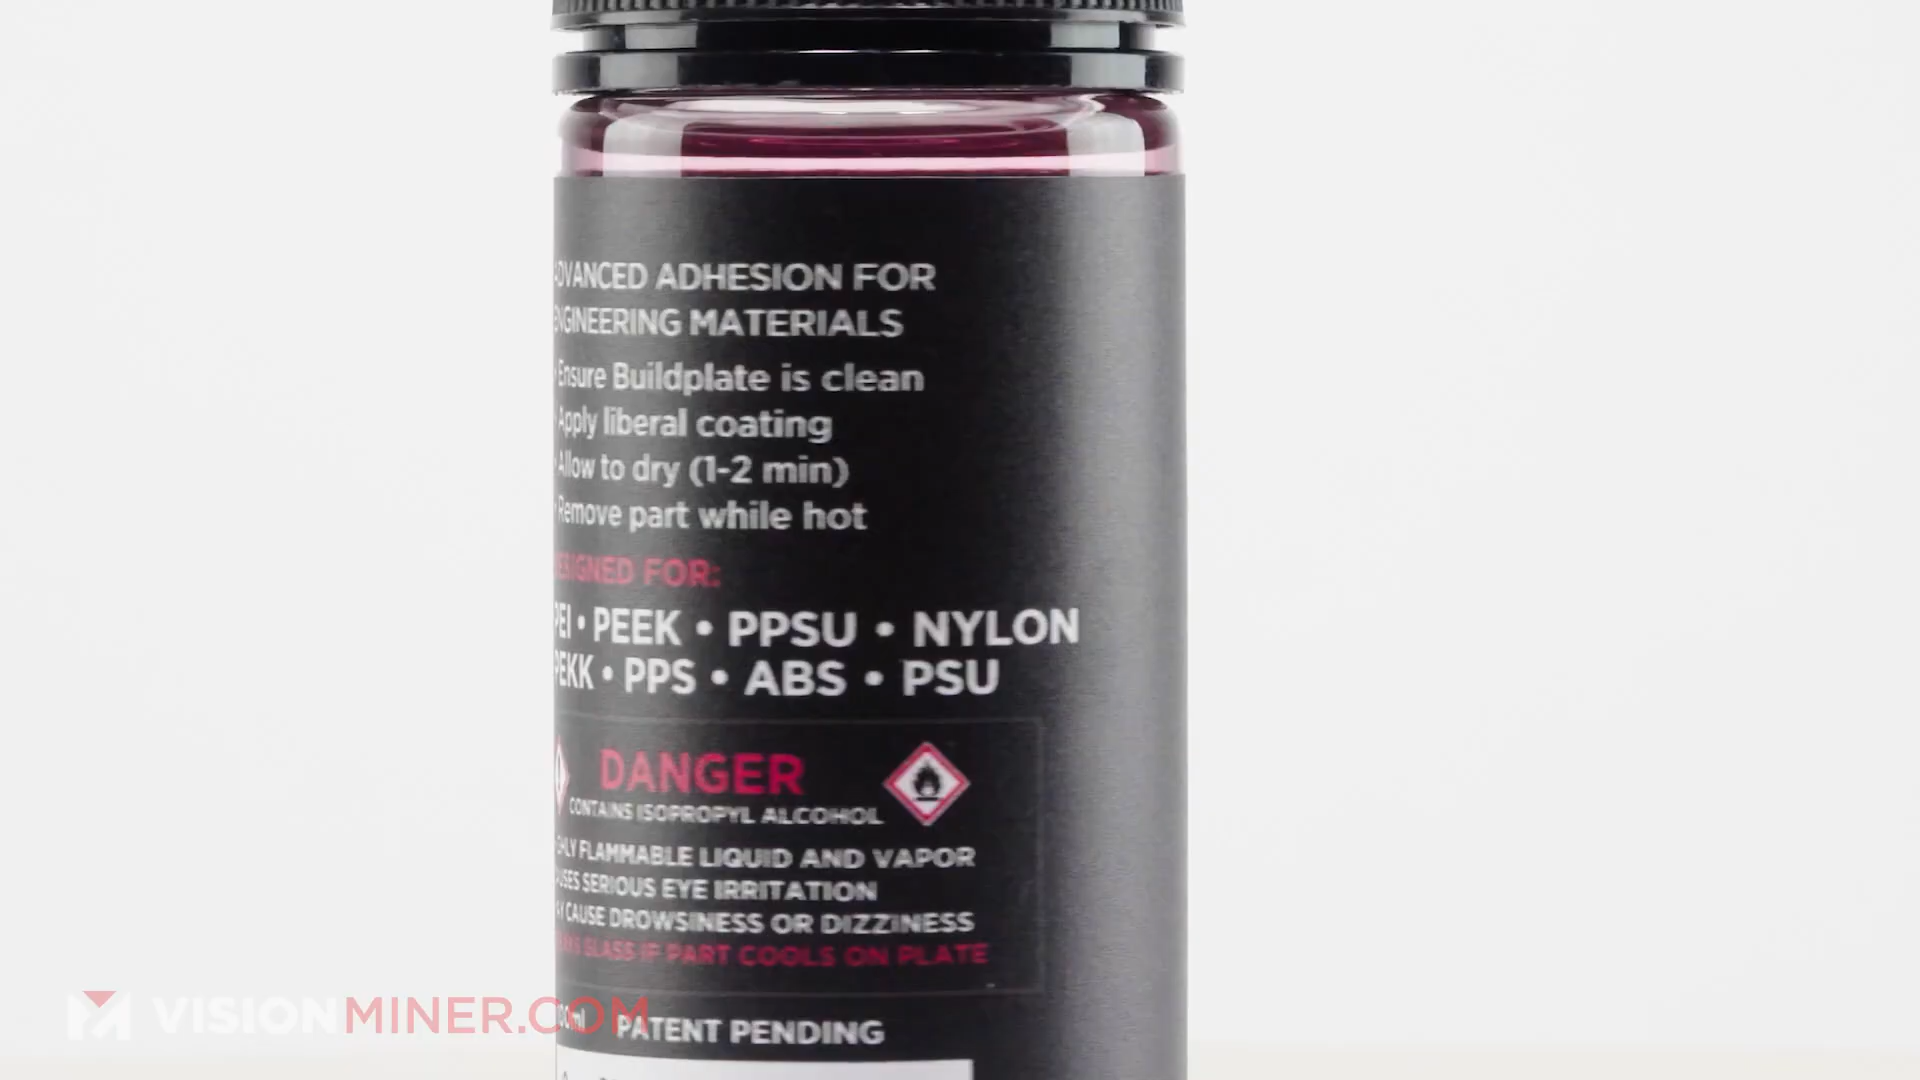 ADVANCED ADHESION FOR
ENGINEERING MATERIALS
• Ensure Buildplate is clean
• Apply liberal coating
• Allow to dry (1-2 min)
• Remove part while hot
DESIGNED FOR:
PEI • PEEK • PPSU • NYLON
PEKK • PPS • ABS • PSU
DANGER
CONTAINS ISOPROPYL ALCOHOL
FLAMMABLE LIQUID AND VAPOR
SERIOUS EYE IRRITATION
CAUSE DROWSINESS OR DIZZINESS
GLASS IF PART COOLS ON PLATE
PATENT PENDING
VISIONMINER.COM